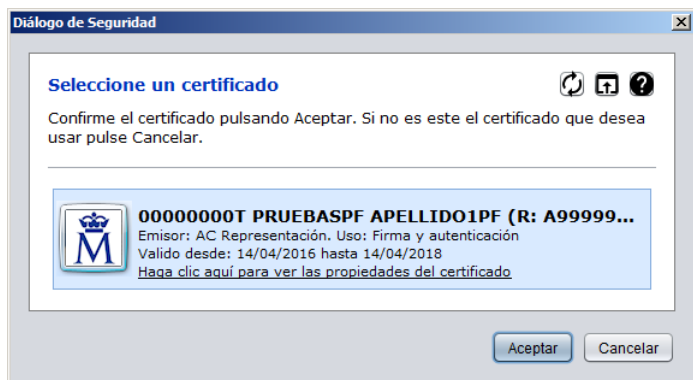 Diálogo de Seguridad
Seleccione un certificado
Confirme el certificado pulsando Aceptar. Si no es este el certificado que desea
usar pulse Cancelar.
00000000T PRUEBASPF APELLIDO1PF (R: A99999...
Emisor: AC Representación. Uso: Firma y autenticación
Valido desde: 14/04/2016 hasta 14/04/2018
Haga clic aquí para ver las propiedades del certificado
M
Aceptar Cancelar